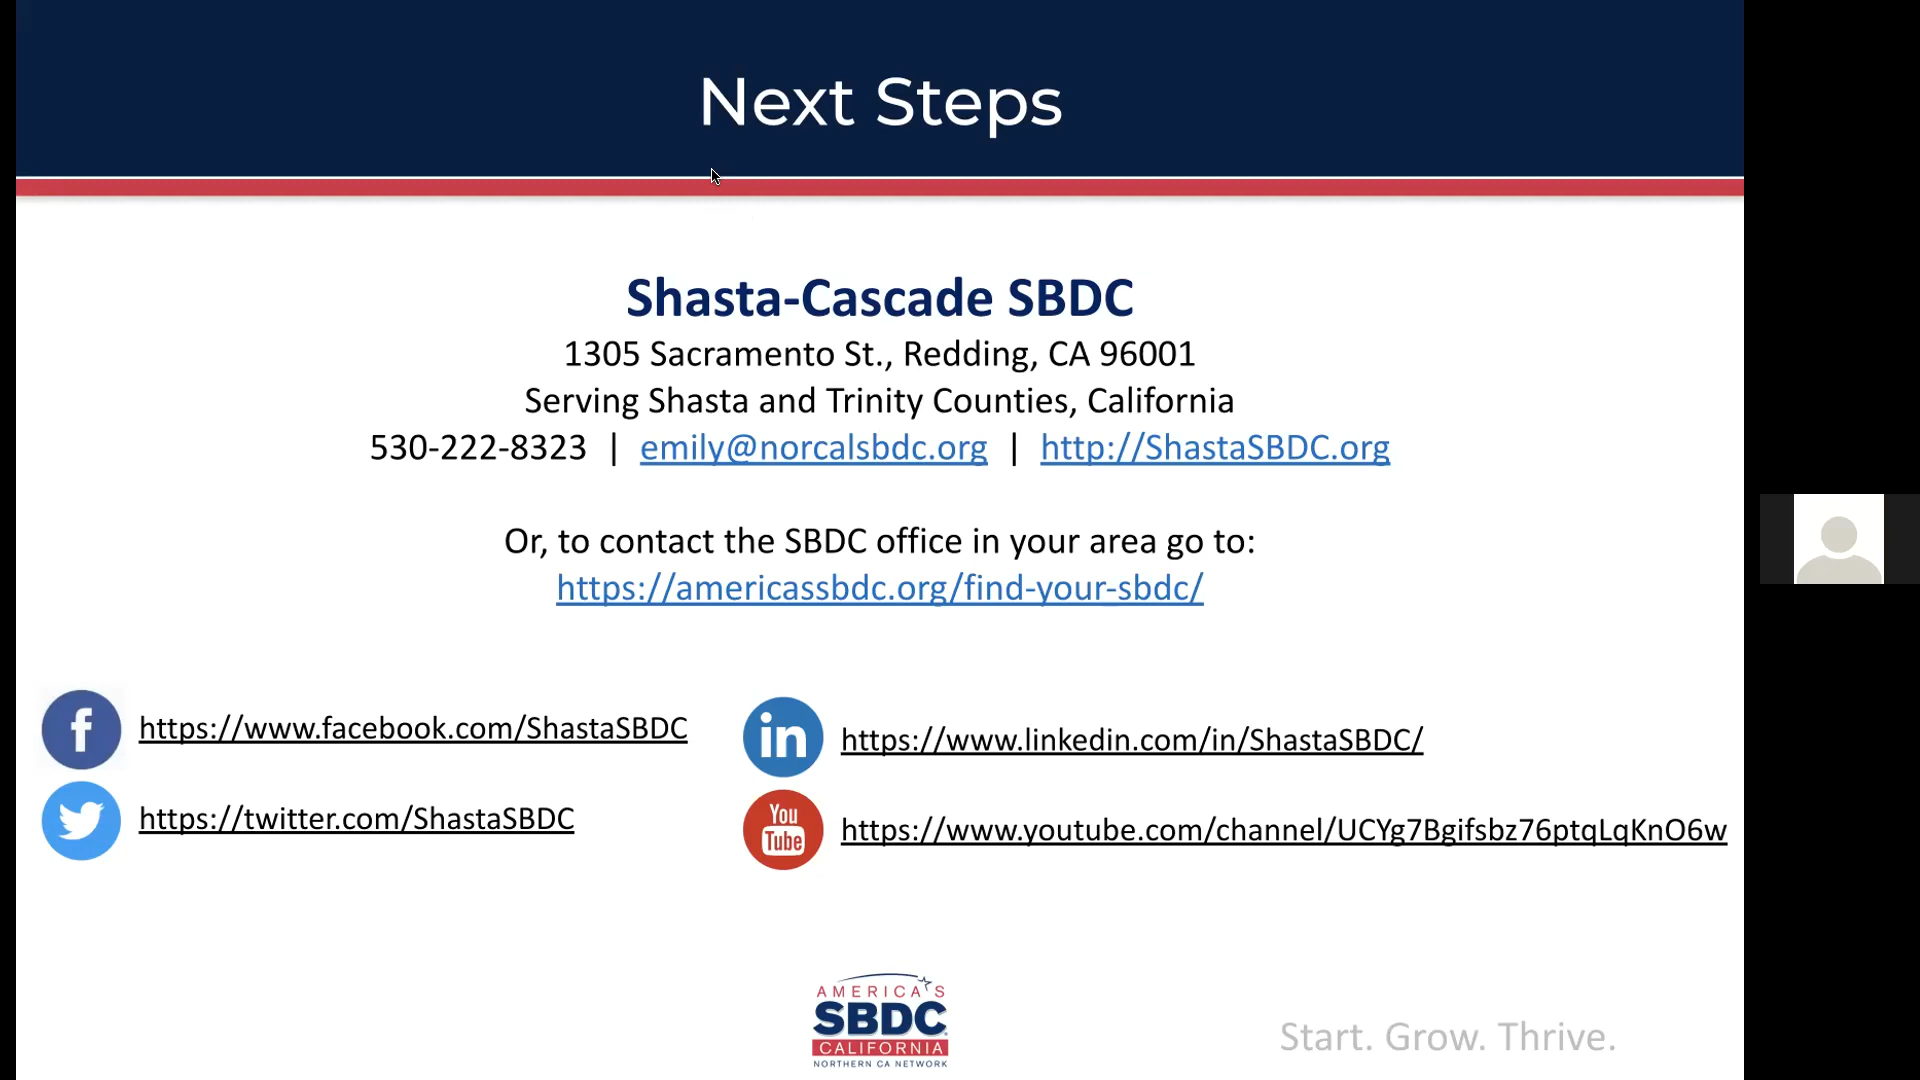 Next Steps
Shasta-Cascade SBDC
1305 Sacramento St., Redding, CA 96001
Serving Shasta and Trinity Counties, California
530-222-8323 | emily@norcalsbdc.org | http://ShastaSBDC.org
Or, to contact the SBDC office in your area go to:
https://americassbdc.org/find-your-sbdc/
f https://www.facebook.com/ShastaSBDC
in https://www.linkedin.com/in/ShastaSBDC/
https://twitter.com/ShastaSBDC
You
Tube
https://www.youtube.com/channel/UCYg7Bgifsbz76ptqLqKnO6w
AMERICA'S
SBDC
CALIFORNIA
NORTHERN CA NETWORK
Start. Grow. Thrive.